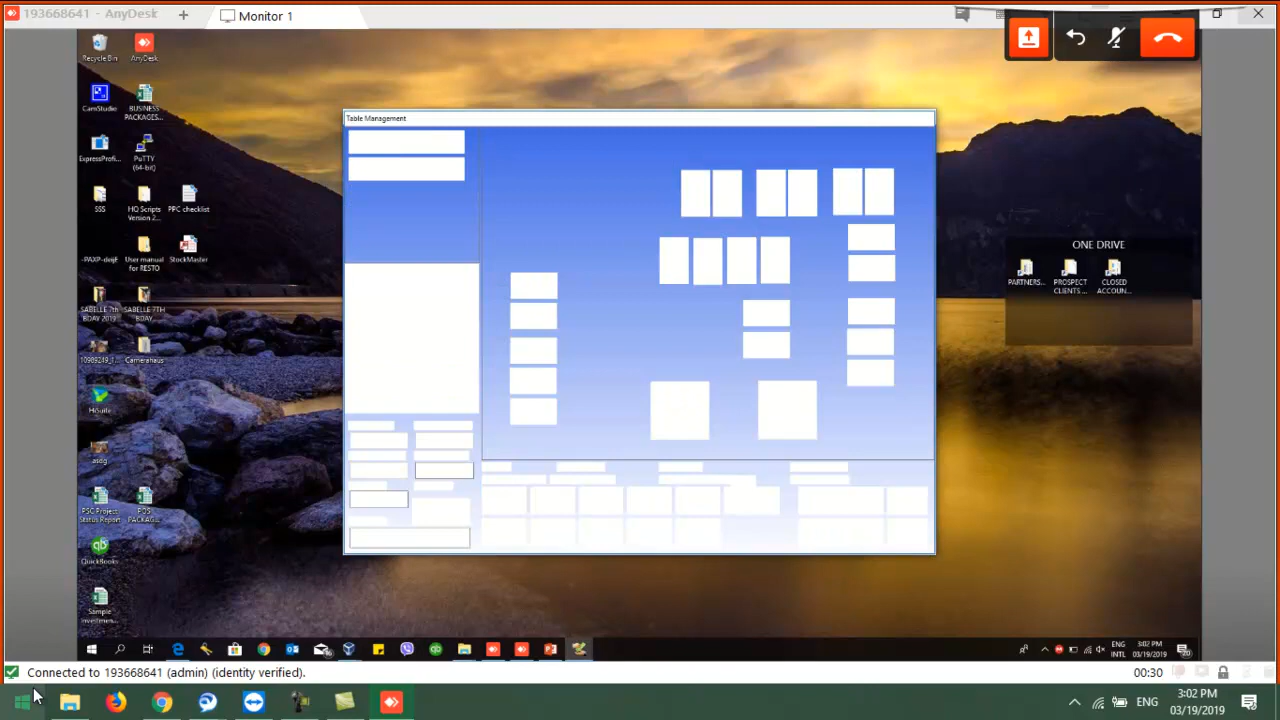 193668641 - AnyDesk
Monitor 1
Recycle Bin
AnyDesk
CamStudio
BUSINESS
PACKAGES...
ExpressProfi...
PuTTY
(64-bit)
SSS
HQ Scripts
Version 2...
PPC checklist
User manual
for RESTO
StockMaster
SABELLE 7th
BDAY 2019
SABELLE 7TH
BDAY
Camerahaus
HQsuite
asdg
PSC Project
Status Report
POS
PACKAG...
QuickBooks
Sample
Investmen...
Table Management
ONE DRIVE
PARTNERS...
PROSPECT
CLIENTS ...
CLOSED
ACCOUN...
ENG
INTL
3:02 PM
03/19/2019
Connected to 193668641 (admin) (identity verified).
00:30
ENG
3:02 PM
03/19/2019